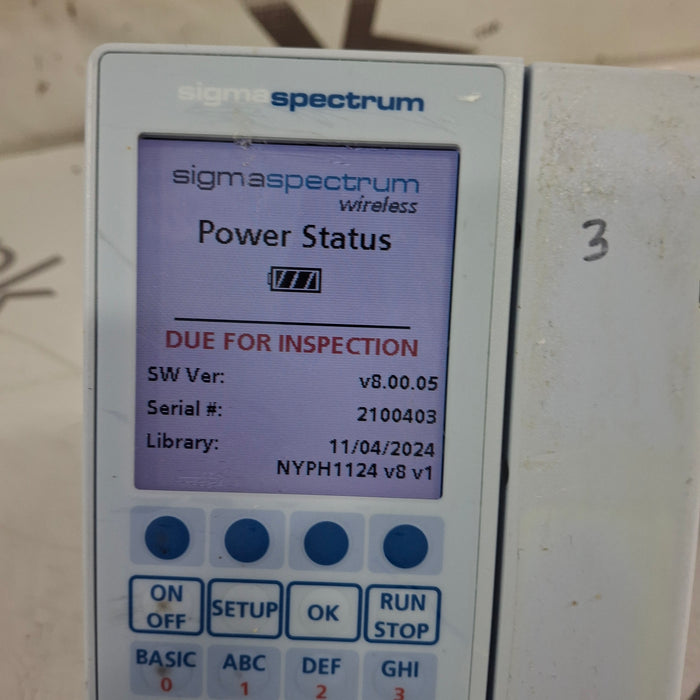 sigmaspectrum
sigmaspectrum
wireless
Power Status
DUE FOR INSPECTION
SW Ver: v8.00.05
Serial #: 2100403
Library: 11/04/2024
NYPH1124 v8 v1
3
ON OFF SETUP OK RUN STOP
BASIC ABC DEF GHI
0 1 2 3